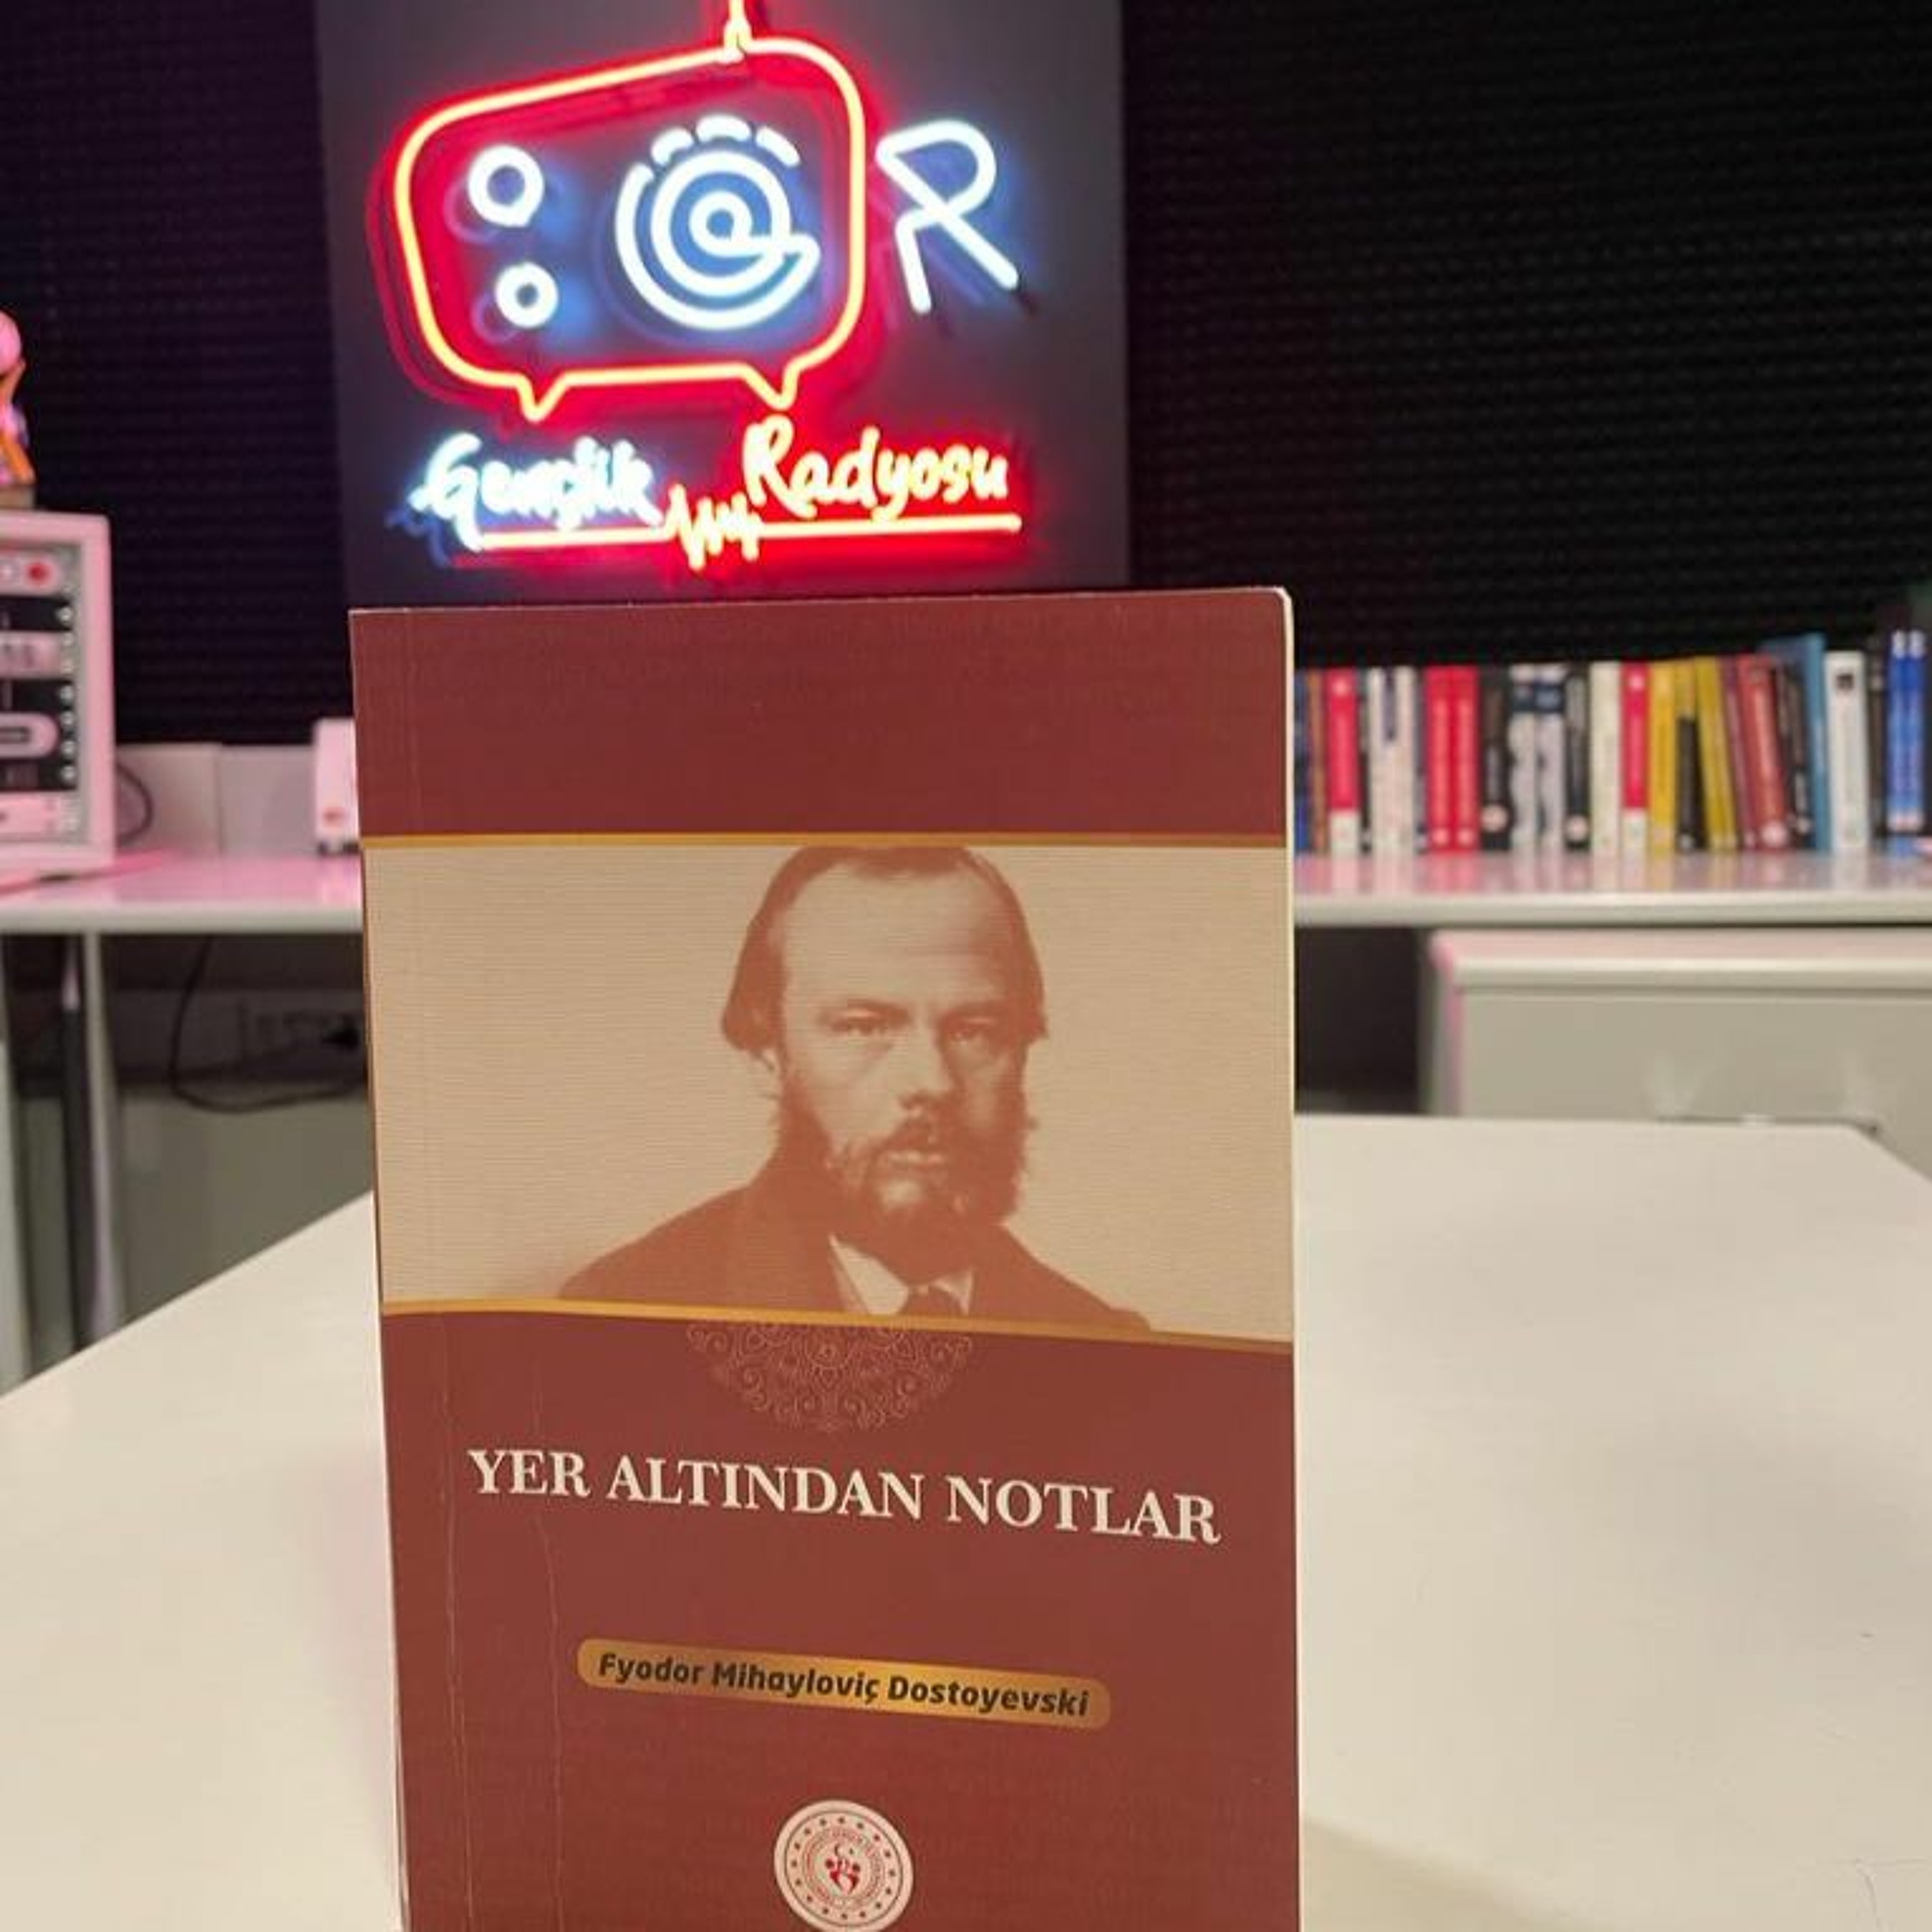 R
Gençlik Radyosu
YER ALTINDAN NOTLAR
Fyodor Mihayloviç Dostoyevski